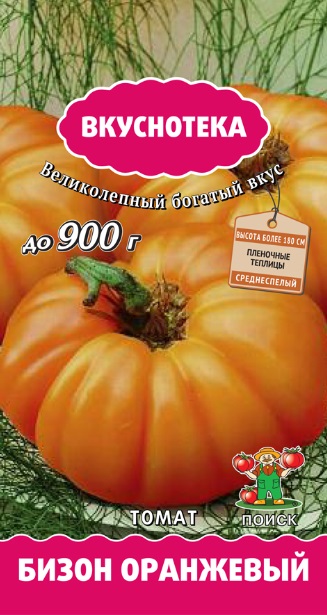 ВКУСНОТЕКА
Великолепный богатый вкус
до 900 г
ВЫСОТА БОЛЕЕ 180 СМ
ПЛЕНОЧНЫЕ
ТЕПЛИЦЫ
СРЕДНЕСПЕЛЫЙ
ТОМАТ
ПОИСК
БИЗОН ОРАНЖЕВЫЙ